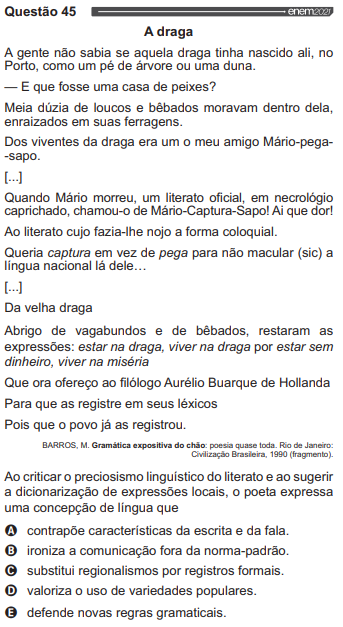 Questão 45
enem2021
A draga
A gente não sabia se aquela draga tinha nascido ali, no
Porto, como um pé de árvore ou uma duna.
— E que fosse uma casa de peixes?
Meia dúzia de loucos e bêbados moravam dentro dela,
enraizados em suas ferragens.
Dos viventes da draga era um o meu amigo Mário-pega-
-sapo.
[...]
Quando Mário morreu, um literato oficial, em necrológio
caprichado, chamou-o de Mário-Captura-Sapo! Ai que dor!
Ao literato cujo fazia-lhe nojo a forma coloquial.
Queria captura em vez de pega para não macular (sic) a
língua nacional lá dele…
[...]
Da velha draga
Abrigo de vagabundos e de bêbados, restaram as
expressões: estar na draga, viver na draga por estar sem
dinheiro, viver na miséria
Que ora ofereço ao filólogo Aurélio Buarque de Hollanda
Para que as registre em seus léxicos
Pois que o povo já as registrou.
BARROS, M. Gramática expositiva do chão: poesia quase toda. Rio de Janeiro:
Civilização Brasileira, 1990 (fragmento).
Ao criticar o preciosismo linguístico do literato e ao sugerir
a dicionarização de expressões locais, o poeta expressa
uma concepção de língua que
A contrapõe características da escrita e da fala.
B ironiza a comunicação fora da norma-padrão.
C substitui regionalismos por registros formais.
D valoriza o uso de variedades populares.
E defende novas regras gramaticais.